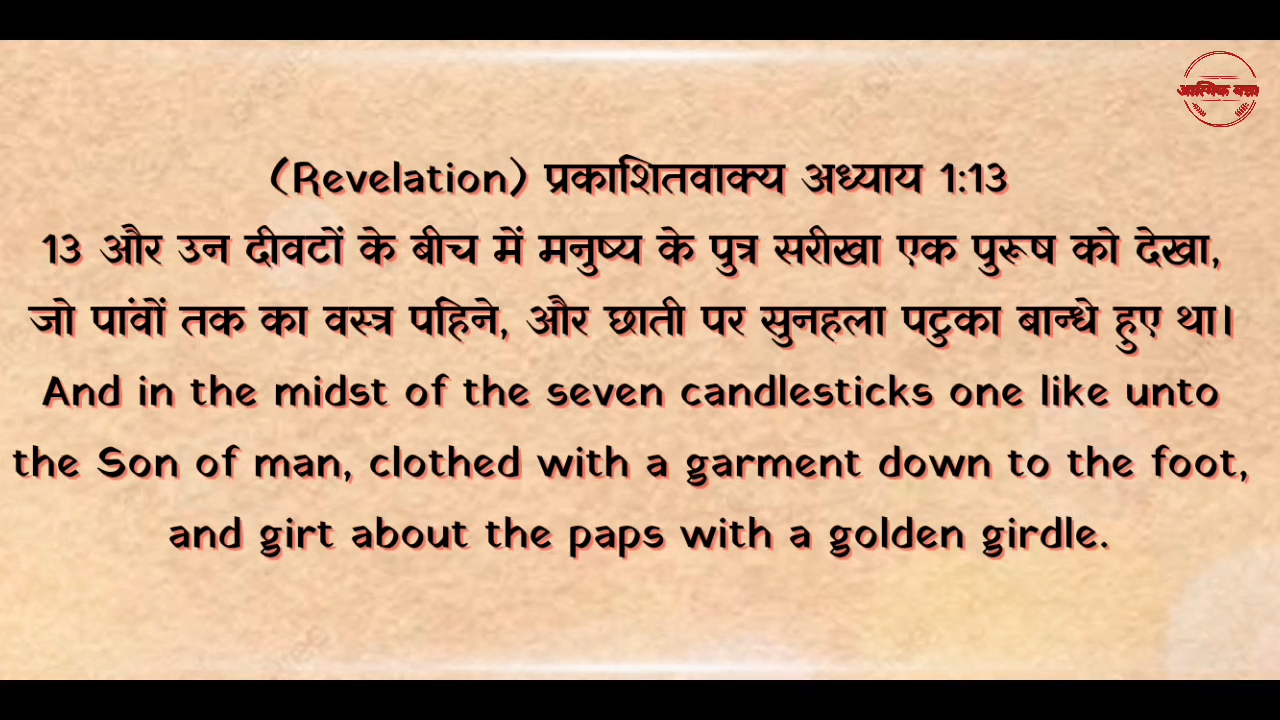 आत्मिक यात्रा
(Revelation) प्रकाशितवाक्य अध्याय 1:13
13 और उन दीवटों के बीच में मनुष्य के पुत्र सरीखा एक पुरूष को देखा,
जो पांवों तक का वस्त्र पहिने, और छाती पर सुनहला पटुका बान्धे हुए था।
And in the midst of the seven candlesticks one like unto
the Son of man, clothed with a garment down to the foot,
and girt about the paps with a golden girdle.